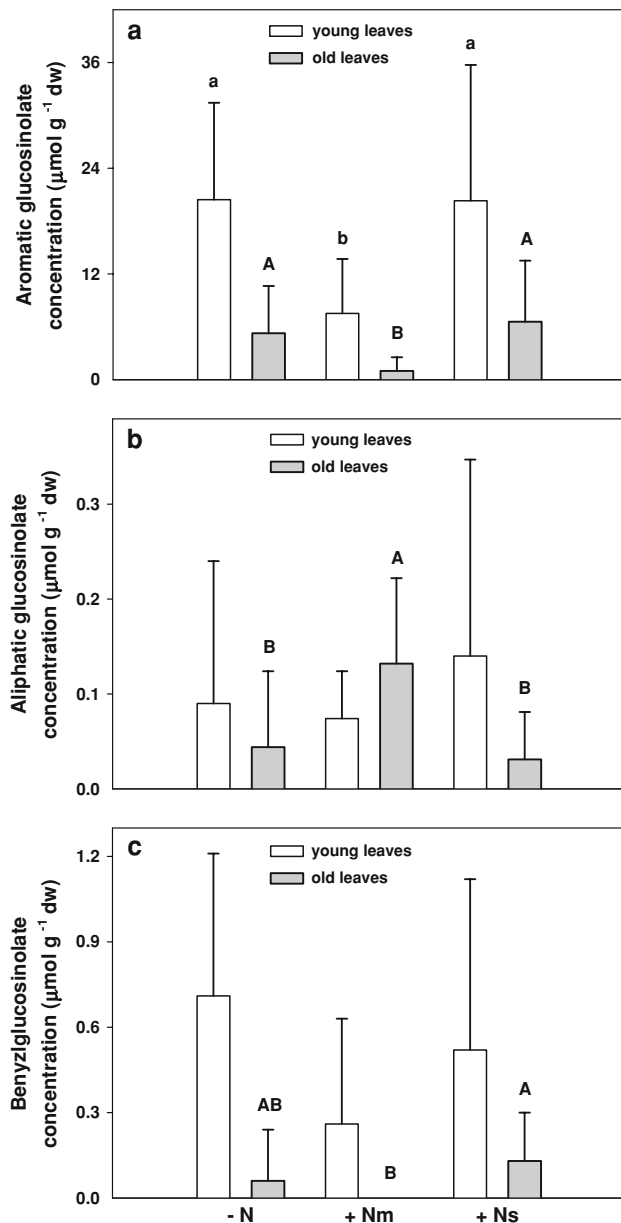 a
young leaves
old leaves
Aromatic glucosinolate
concentration (μmol g⁻¹ dw)
36
24
12
0
a
A
b
B
a
A
b
young leaves
old leaves
Aliphatic glucosinolate
concentration (μmol g⁻¹ dw)
0.3
0.2
0.1
0.0
B
A
B
c
young leaves
old leaves
Benyzlglucosinolate
concentration (μmol g⁻¹ dw)
1.2
0.9
0.6
0.3
0.0
AB
B
A
- N + Nm + Ns